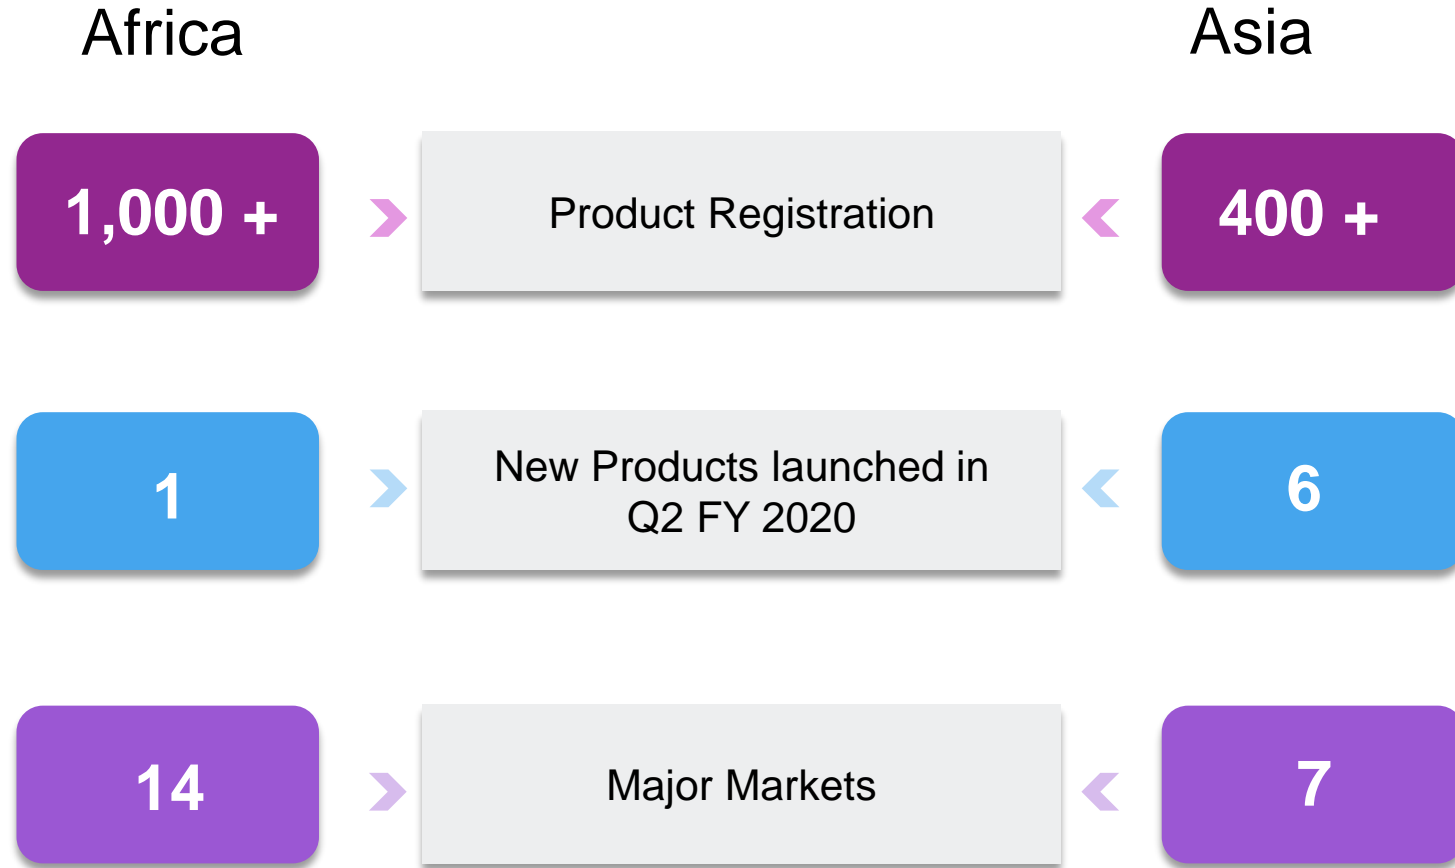 Africa
Asia
1,000 +
Product Registration
400 +
1
New Products launched in
Q2 FY 2020
6
14
Major Markets
7